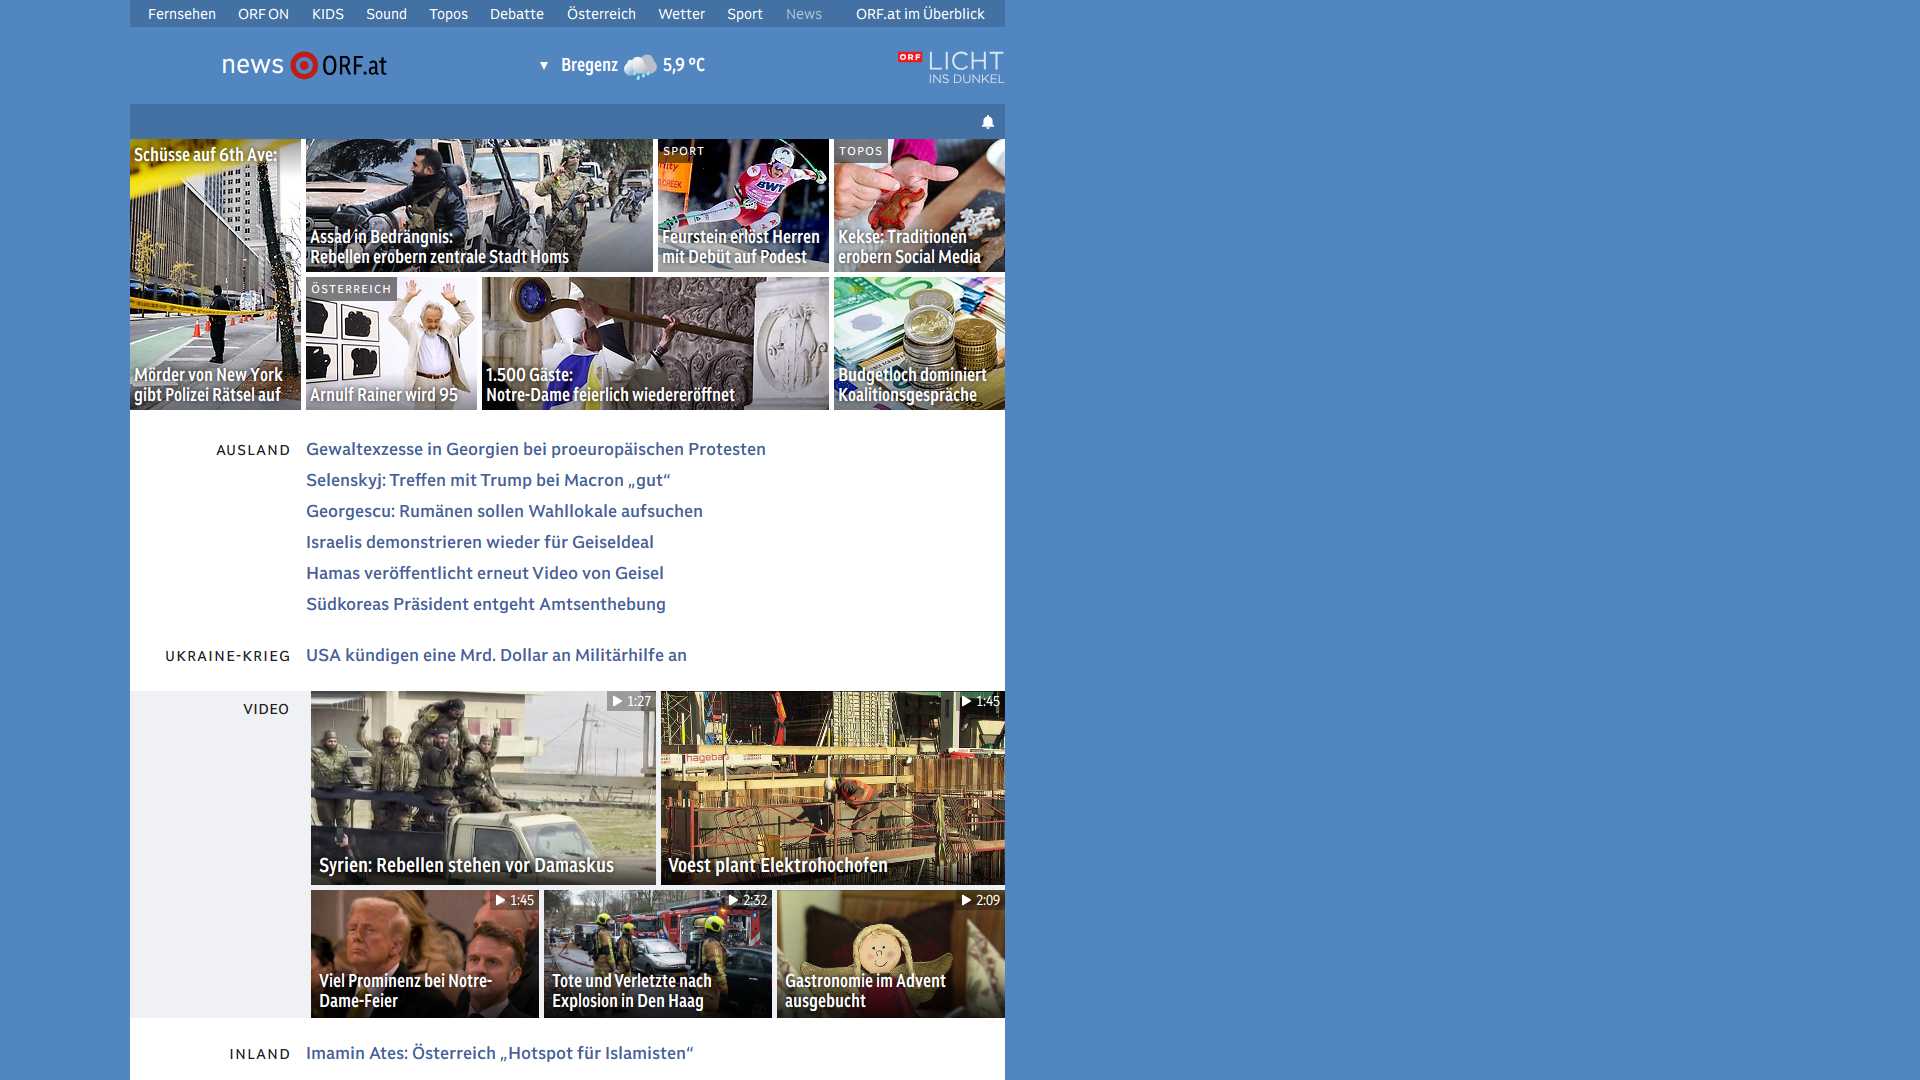 Fernsehen ORF ON KIDS Sound Topos Debatte Österreich Wetter Sport News ORF.at im Überblick
news ORF.at
▼ Bregenz 5,9 °C
ORF LICHT
INS DUNKEL
Schüsse auf 6th Ave:
Mörder von New York
gibt Polizei Rätsel auf
Assad in Bedrängnis:
Rebellen erobern zentrale Stadt Homs
SPORT
Feurstein erlöst Herren
mit Debüt auf Podest
TOPOS
Kekse: Traditionen
erobern Social Media
ÖSTERREICH
Arnulf Rainer wird 95
1.500 Gäste:
Notre-Dame feierlich wiedereröffnet
Budgetloch dominiert
Koalitionsgespräche
AUSLAND
Gewaltexzesse in Georgien bei proeuropäischen Protesten
Selenskyj: Treffen mit Trump bei Macron „gut“
Georgescu: Rumänen sollen Wahllokale aufsuchen
Israelis demonstrieren wieder für Geiseldeal
Hamas veröffentlicht erneut Video von Geisel
Südkoreas Präsident entgeht Amtsenthebung
UKRAINE-KRIEG
USA kündigen eine Mrd. Dollar an Militärhilfe an
VIDEO
1:27
Syrien: Rebellen stehen vor Damaskus
1:45
Voest plant Elektrohochofen
1:45
Viel Prominenz bei Notre-
Dame-Feier
2:32
Tote und Verletzte nach
Explosion in Den Haag
2:09
Gastronomie im Advent
ausgebucht
INLAND
Imamin Ates: Österreich „Hotspot für Islamisten“